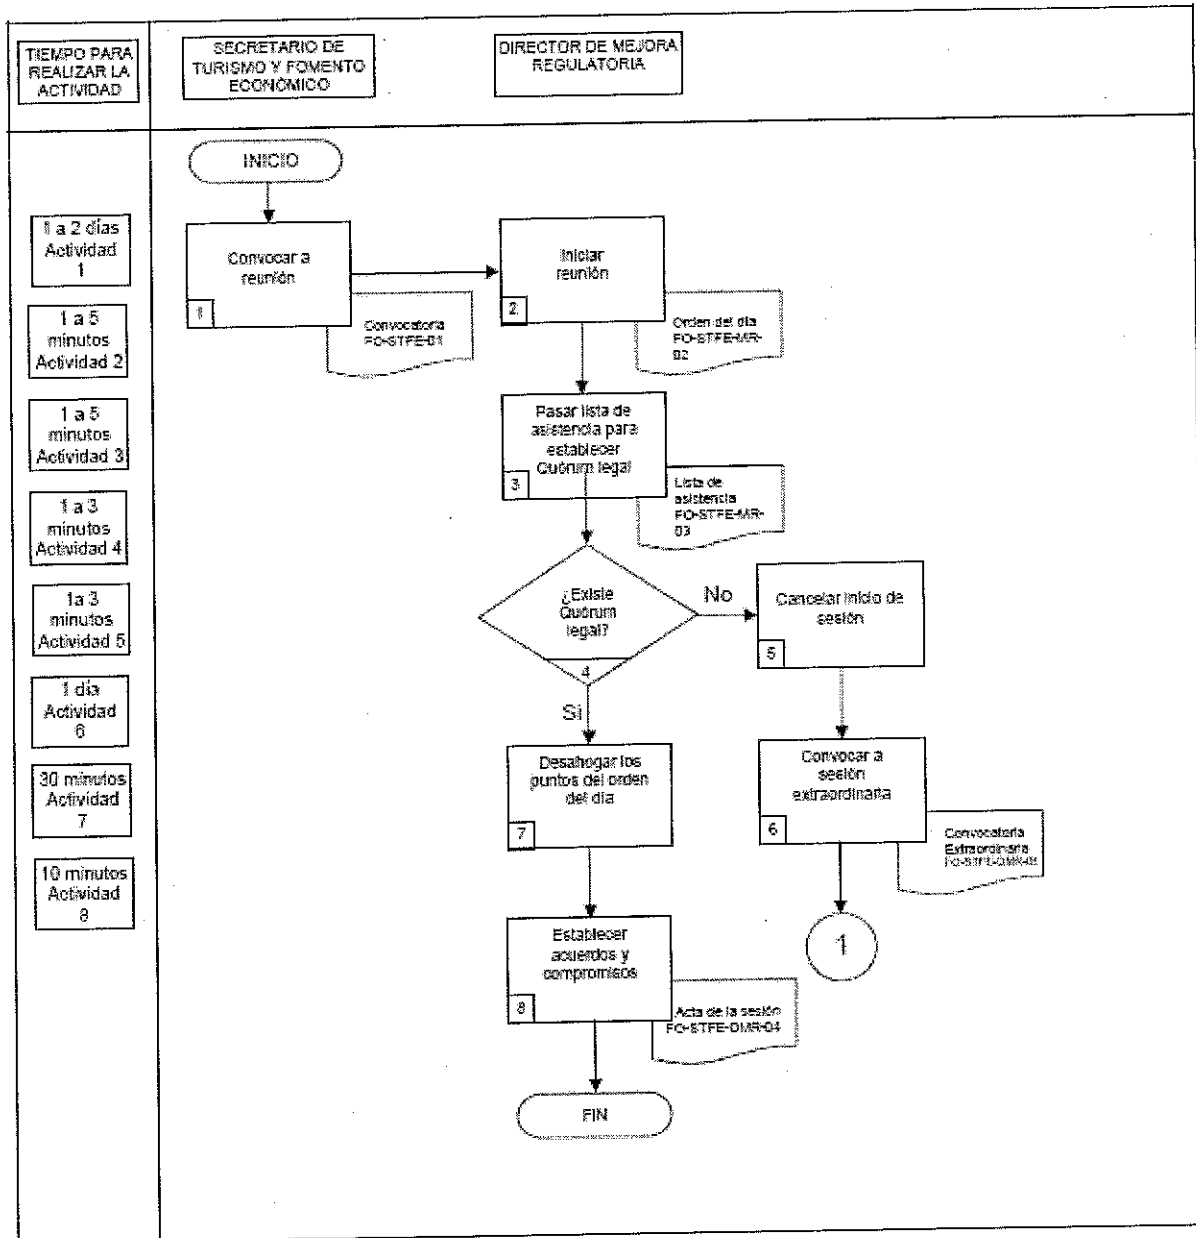 TIEMPO PARA
REALIZAR LA
ACTIVIDAD
SECRETARIO DE
TURISMO Y FOMENTO
ECONÓMICO
DIRECTOR DE MEJORA
REGULATORIA
INICIO
1 a 2 días
Actividad
1
Convocar a
reunión
1
Convocatoria
FO-STFE-01
Iniciar
reunión
2
Orden del día
FO-STFE-MR-
02
1 a 5
minutos
Actividad 2
1 a 5
minutos
Actividad 3
Pasar lista de
asistencia para
establecer
Quórum legal
3
Lista de
asistencia
FO-STFE-MR-
03
1 a 3
minutos
Actividad 4
¿Existe
Quórum
legal?
4
No
Si
1a 3
minutos
Actividad 5
Cancelar inicio de
sesión
5
1 día
Actividad
6
Convocar a
sesión
extraordinaria
6
Convocatoria
Extraordinaria
1
30 minutos
Actividad
7
Desahogar los
puntos del orden
del día
7
10 minutos
Actividad
8
Establecer
acuerdos y
compromisos
8
Acta de la sesión
FO-STFE-DMR-04
FIN